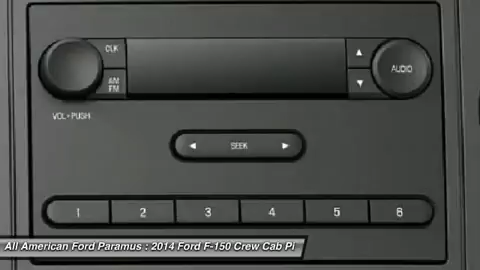 CLK
AM
FM
VOL•PUSH
▲
▼
AUDIO
◄ SEEK ►
1 2 3 4 5 6
All American Ford Paramus : 2014 Ford F-150 Crew Cab Pi